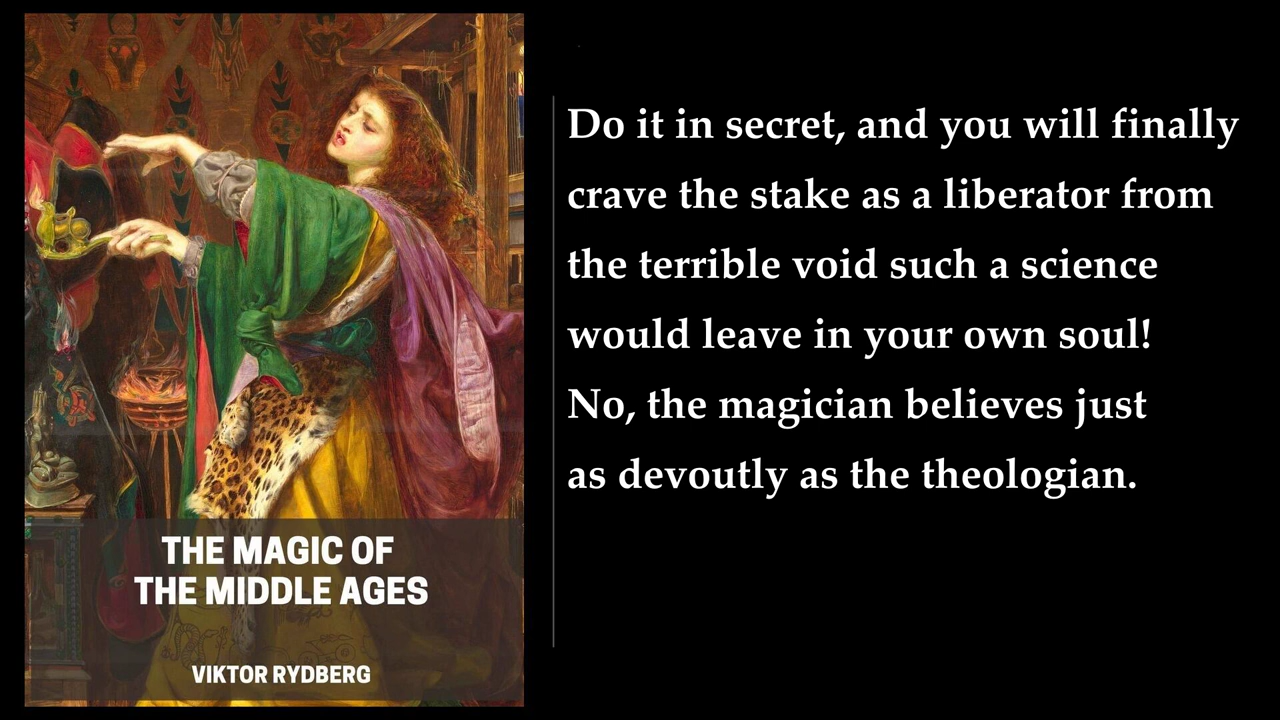 Do it in secret, and you will finally
crave the stake as a liberator from
the terrible void such a science
would leave in your own soul!
No, the magician believes just
as devoutly as the theologian.
THE MAGIC OF
THE MIDDLE AGES
VIKTOR RYDBERG